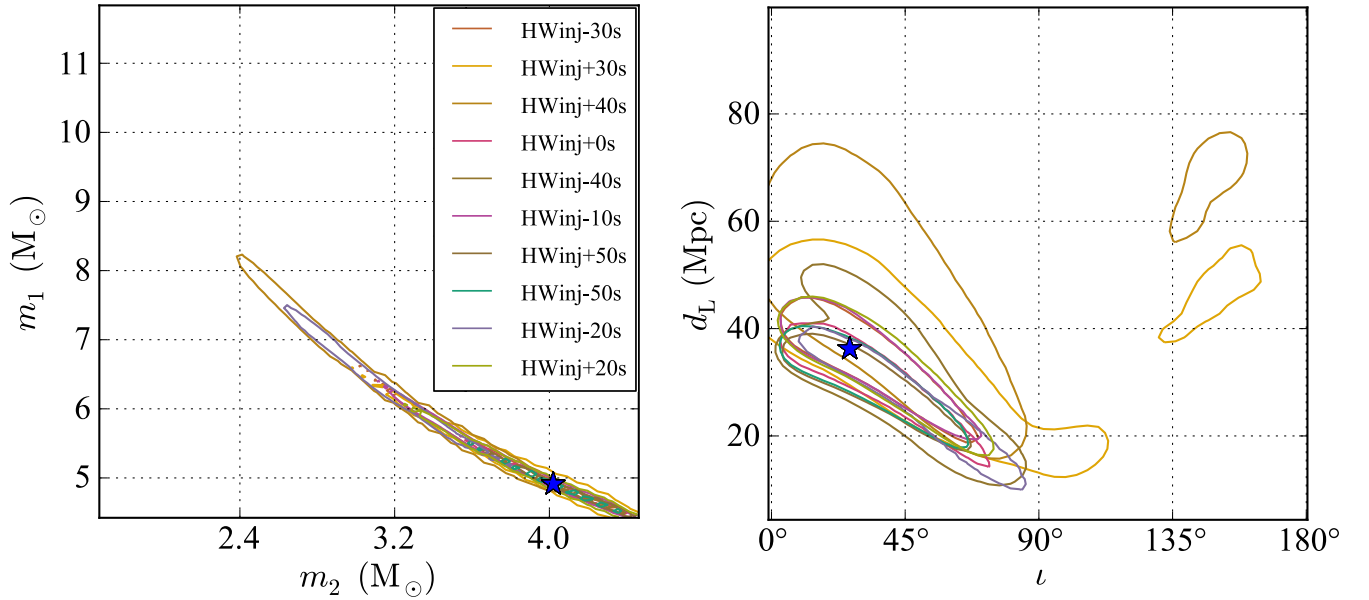 11
10
9
8
7
6
5
m₁ (M☉)
2.4 3.2 4.0
m₂ (M☉)
HWinj-30s
HWinj+30s
HWinj+40s
HWinj+0s
HWinj-40s
HWinj-10s
HWinj+50s
HWinj-50s
HWinj-20s
HWinj+20s
80
60
40
20
d_L (Mpc)
0° 45° 90° 135° 180°
ι